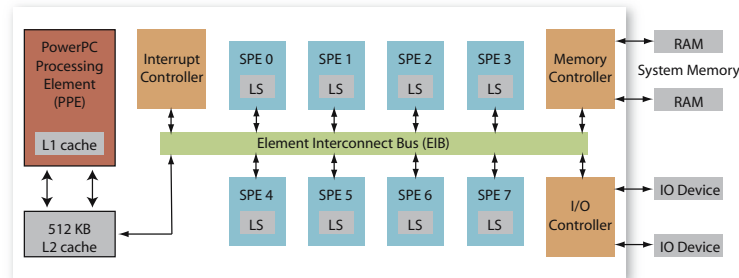 PowerPC
Processing
Element
(PPE)
L1 cache
512 KB
L2 cache
Interrupt
Controller
SPE 0
LS
SPE 1
LS
SPE 2
LS
SPE 3
LS
Memory
Controller
RAM
System Memory
RAM
Element Interconnect Bus (EIB)
SPE 4
LS
SPE 5
LS
SPE 6
LS
SPE 7
LS
I/O
Controller
IO Device
IO Device